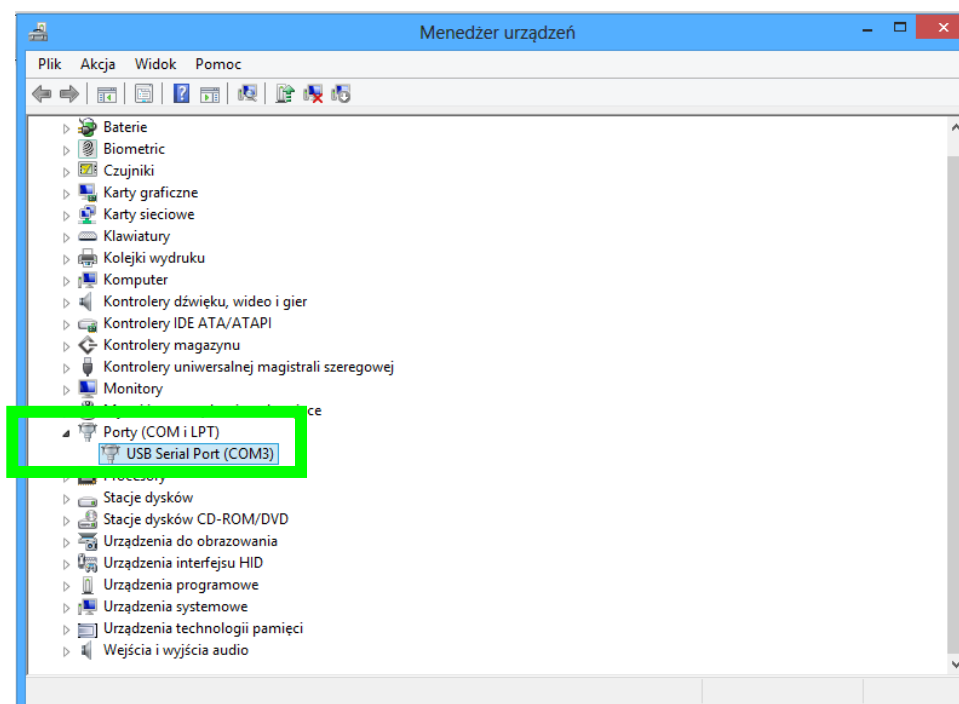 Menedżer urządzeń
Plik Akcja Widok Pomoc
Baterie
Biometric
Czujniki
Karty graficzne
Karty sieciowe
Klawiatury
Kolejki wydruku
Komputer
Kontrolery dźwięku, wideo i gier
Kontrolery IDE ATA/ATAPI
Kontrolery magazynu
Kontrolery uniwersalnej magistrali szeregowej
Monitory
Porty (COM i LPT)
USB Serial Port (COM3)
Procesory
Stacje dysków
Stacje dysków CD-ROM/DVD
Urządzenia do obrazowania
Urządzenia interfejsu HID
Urządzenia programowe
Urządzenia systemowe
Urządzenia technologii pamięci
Wejścia i wyjścia audio